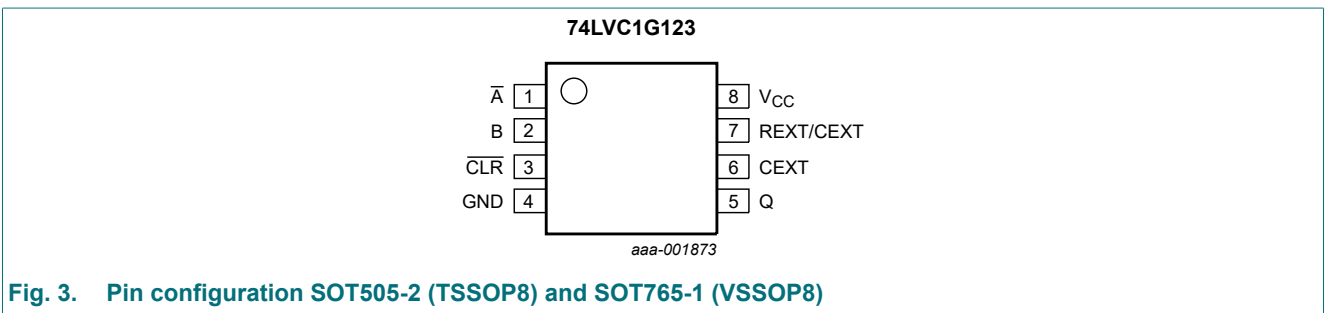 74LVC1G123
A̅ 1 8 VCC
B 2 7 REXT/CEXT
C̅L̅R̅ 3 6 CEXT
GND 4 5 Q
aaa-001873
Fig. 3. Pin configuration SOT505-2 (TSSOP8) and SOT765-1 (VSSOP8)